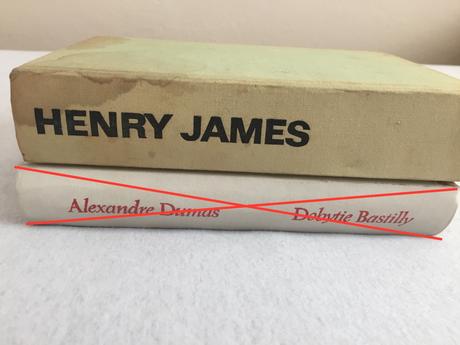 HENRY JAMES
Alexandre Dumas Dobytie Bastilly